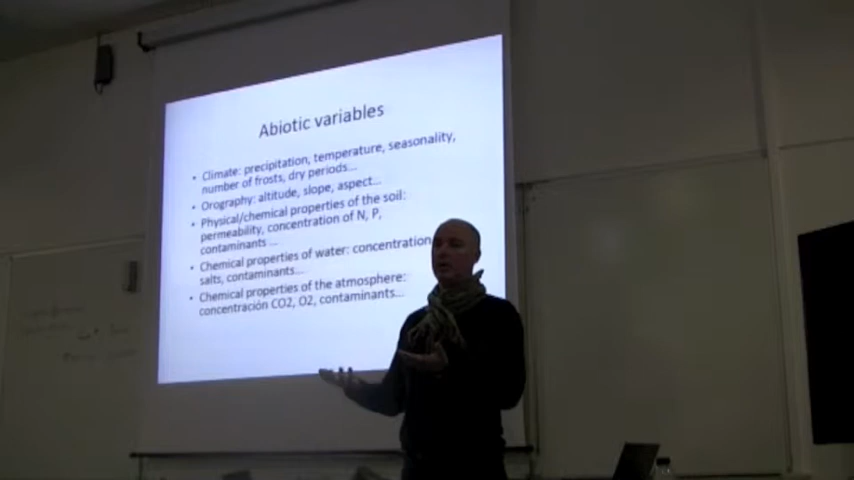 Abiotic variables
• Climate: precipitation, temperature, seasonality,
number of frosts, dry periods...
• Orography: altitude, slope, aspect...
• Physical/chemical properties of the soil:
permeability, concentration of N, P,
contaminants ...
• Chemical properties of water: concentration
salts, contaminants...
• Chemical properties of the atmosphere:
concentración CO2, O2, contaminants...